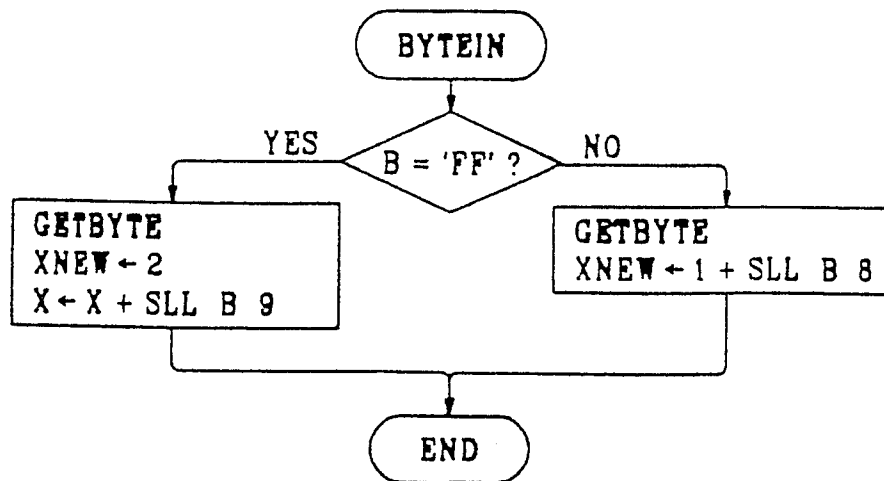 BYTEIN
YES
B = 'FF' ?
NO
GETBYTE
XNEW ← 2
X ← X + SLL B 9
GETBYTE
XNEW ← 1 + SLL B 8
END